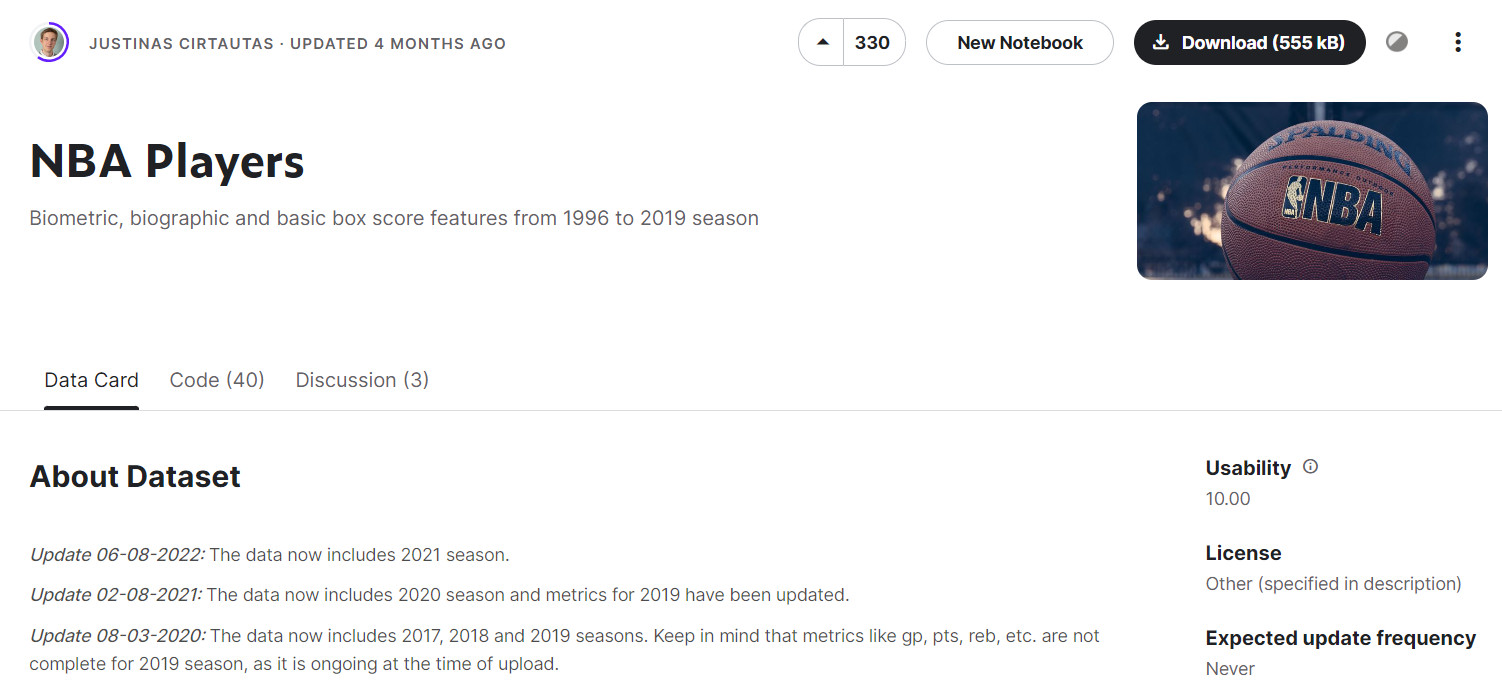 JUSTINAS CIRTAUTAS · UPDATED 4 MONTHS AGO
330
New Notebook
Download (555 kB)
NBA Players
Biometric, biographic and basic box score features from 1996 to 2019 season
SPALDING
PERFORMANCE OUTDOOR
NBA
NBA
Data Card
Code (40)
Discussion (3)
About Dataset
Update 06-08-2022: The data now includes 2021 season.
Update 02-08-2021: The data now includes 2020 season and metrics for 2019 have been updated.
Update 08-03-2020: The data now includes 2017, 2018 and 2019 seasons. Keep in mind that metrics like gp, pts, reb, etc. are not
complete for 2019 season, as it is ongoing at the time of upload.
Usability
10.00
License
Other (specified in description)
Expected update frequency
Never